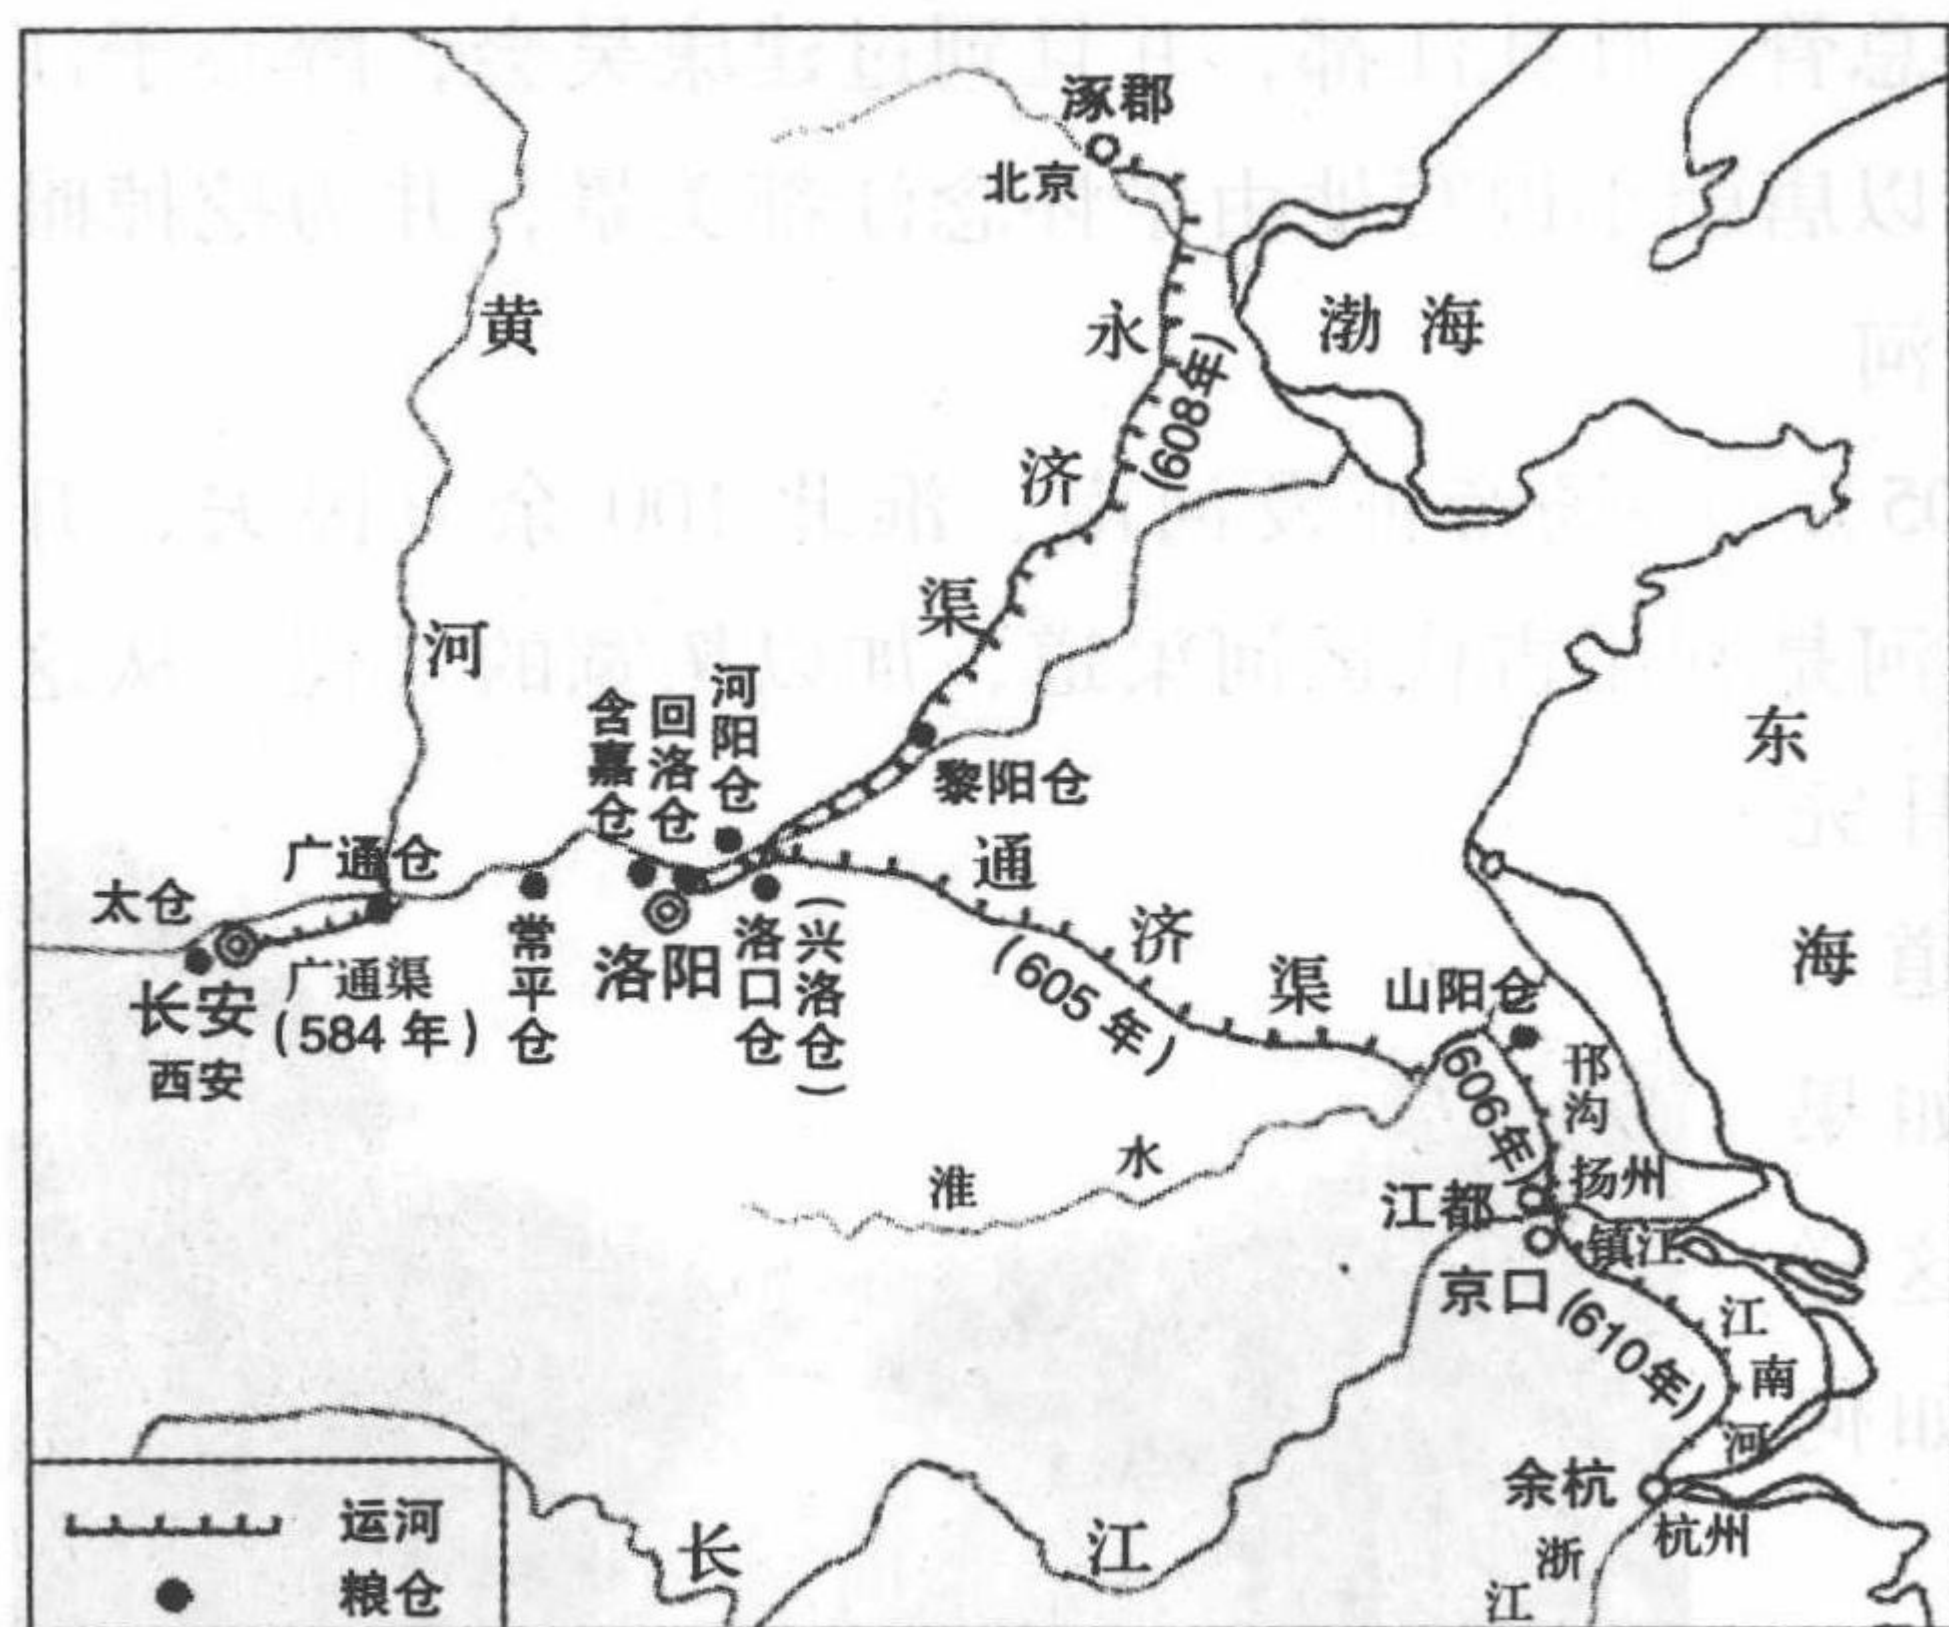 涿郡
北京
黄河
渤海
永济渠
(608年)
东海
含嘉仓
回洛仓
河阳仓
黎阳仓
广通仓
太仓
长安
西安
广通渠
(584年)
常平仓
洛阳
洛口仓
(兴洛仓)
通济渠
(605年)
山阳仓
(606年)
邗沟
扬州
江都
镇江
京口
(610年)
江南河
淮水
余杭
杭州
浙江
长江
运河
粮仓